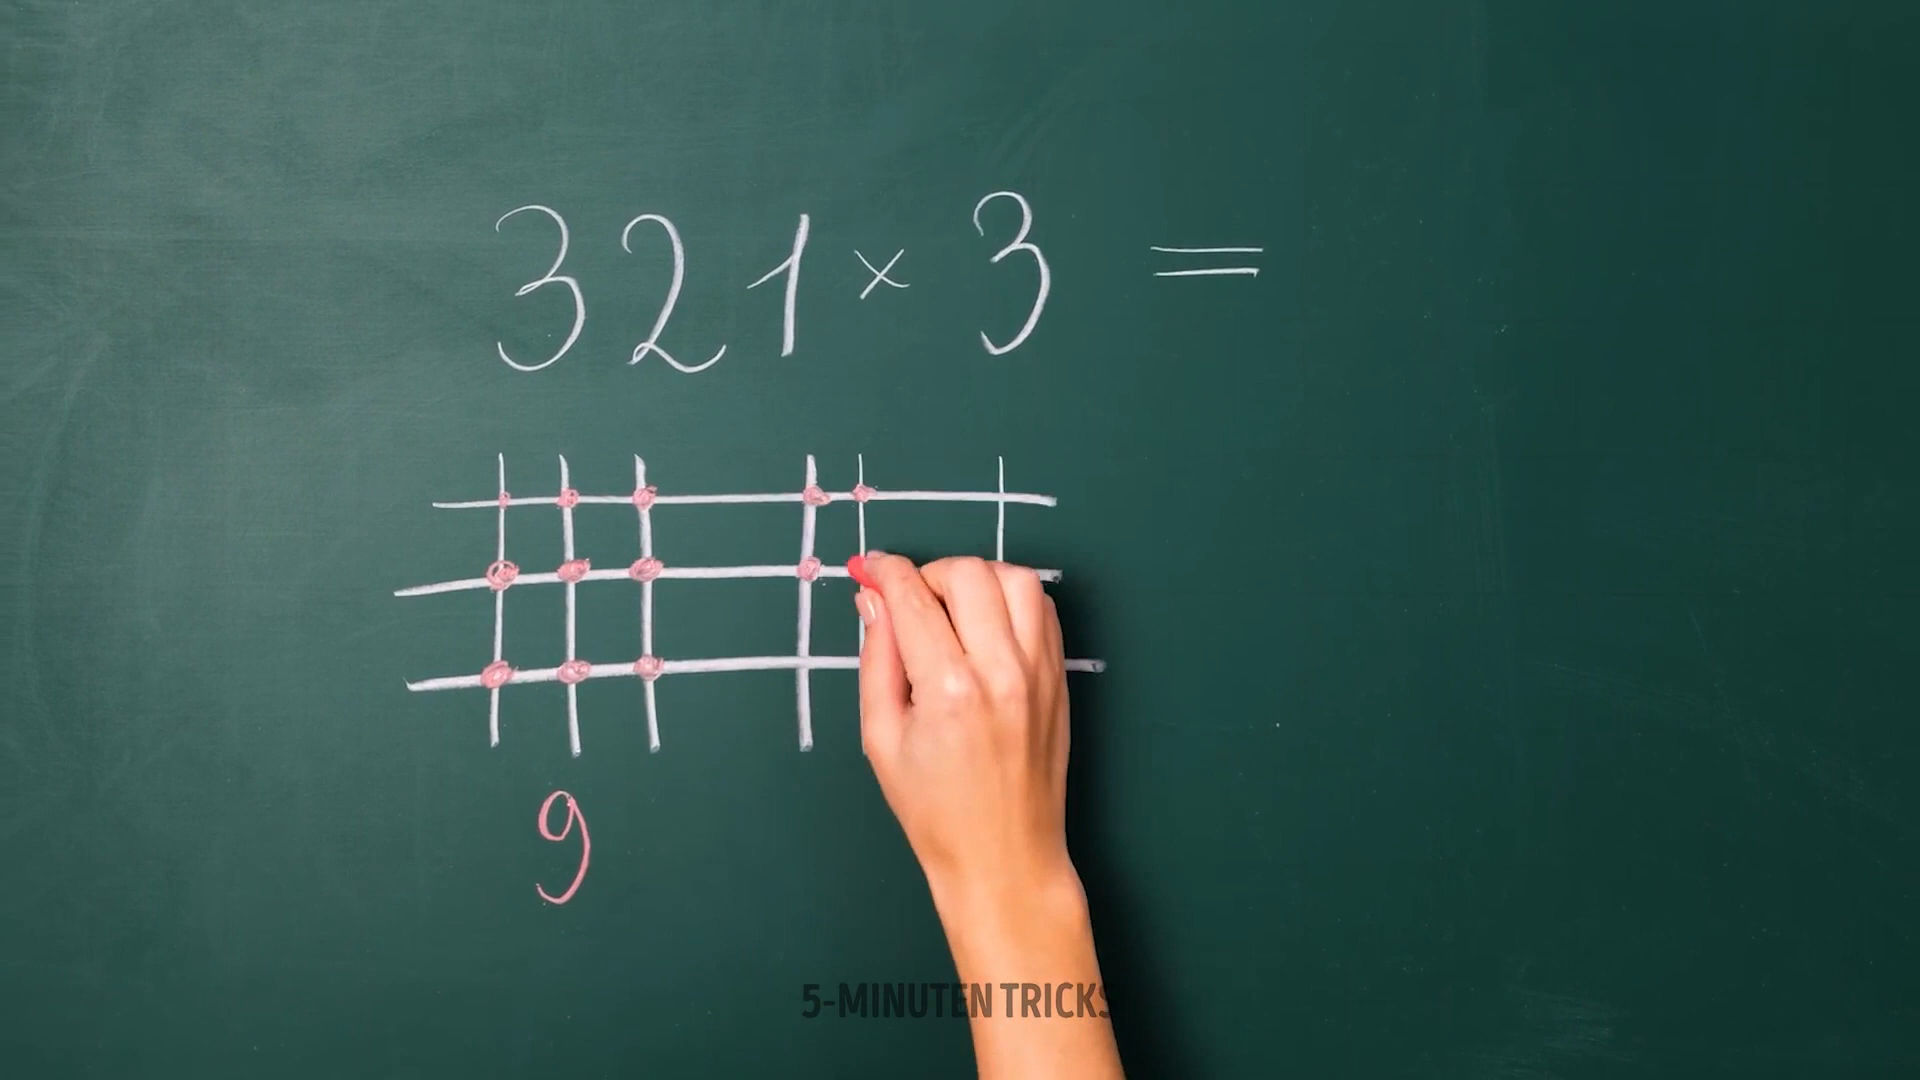 321 × 3 =
9
5-MINUTEN TRICKS